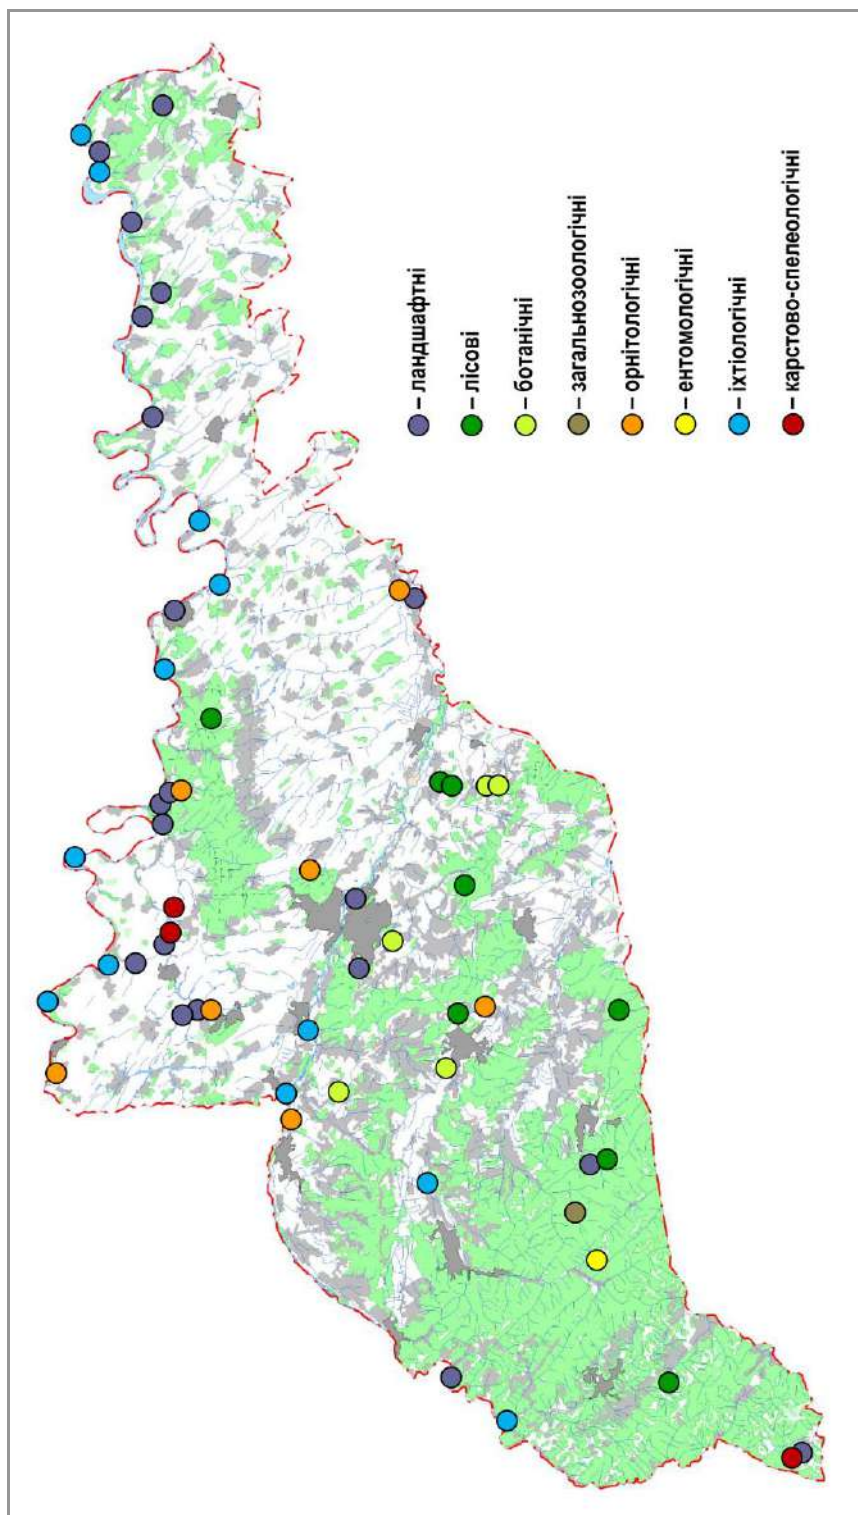 – ландшафтні
– лісові
– ботанічні
– загальнозоологічні
– орнітологічні
– ентомологічні
– іхтіологічні
– карстово-спелеологічні